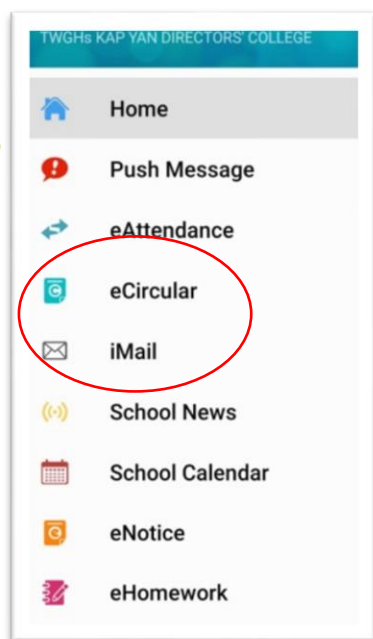 TWGHs KAP YAN DIRECTORS' COLLEGE
Home
Push Message
eAttendance
eCircular
iMail
School News
School Calendar
eNotice
eHomework